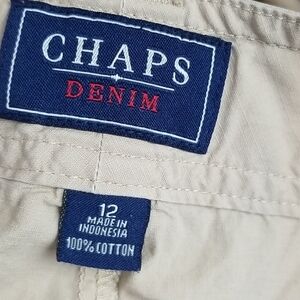 CHAPS
DENIM
12
MADE IN
INDONESIA
100% COTTON